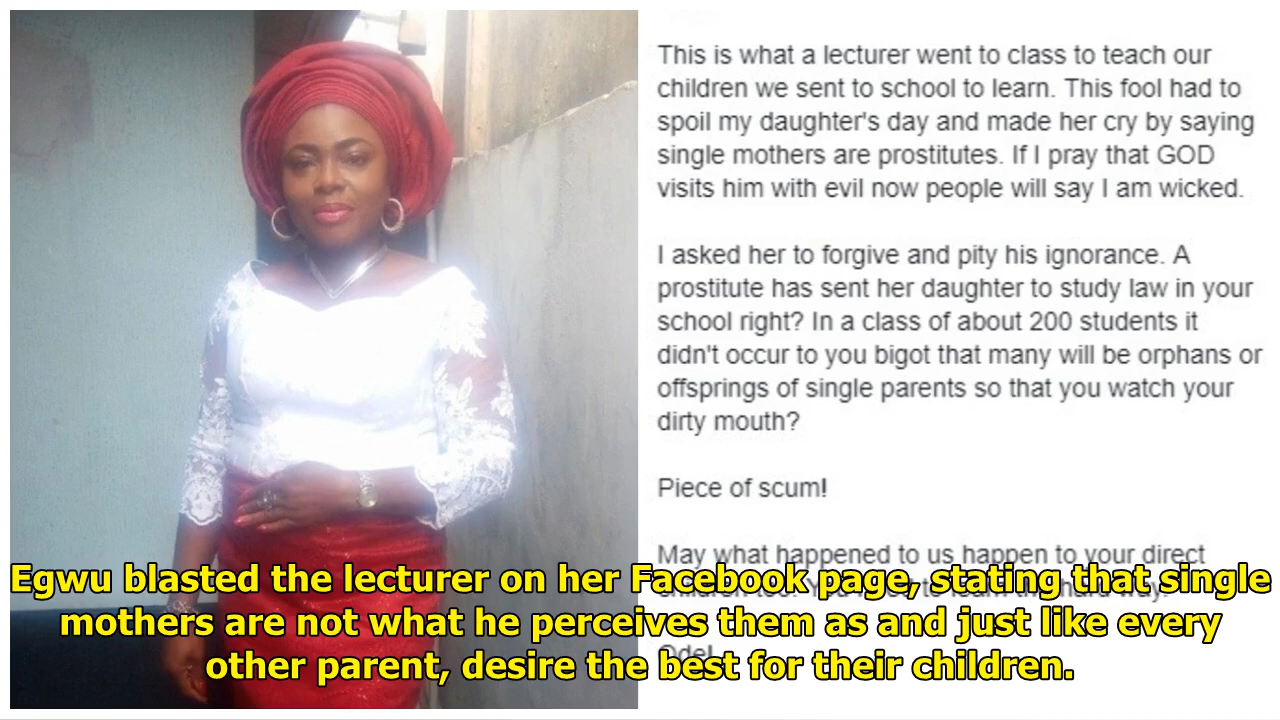 This is what a lecturer went to class to teach our
children we sent to school to learn. This fool had to
spoil my daughter's day and made her cry by saying
single mothers are prostitutes. If I pray that GOD
visits him with evil now people will say I am wicked.
I asked her to forgive and pity his ignorance. A
prostitute has sent her daughter to study law in your
school right? In a class of about 200 students it
didn't occur to you bigot that many will be orphans or
offsprings of single parents so that you watch your
dirty mouth?
Piece of scum!
May what happened to us happen to your direct
children too.
Ode!
Egwu blasted the lecturer on her Facebook page, stating that single
mothers are not what he perceives them as and just like every
other parent, desire the best for their children.